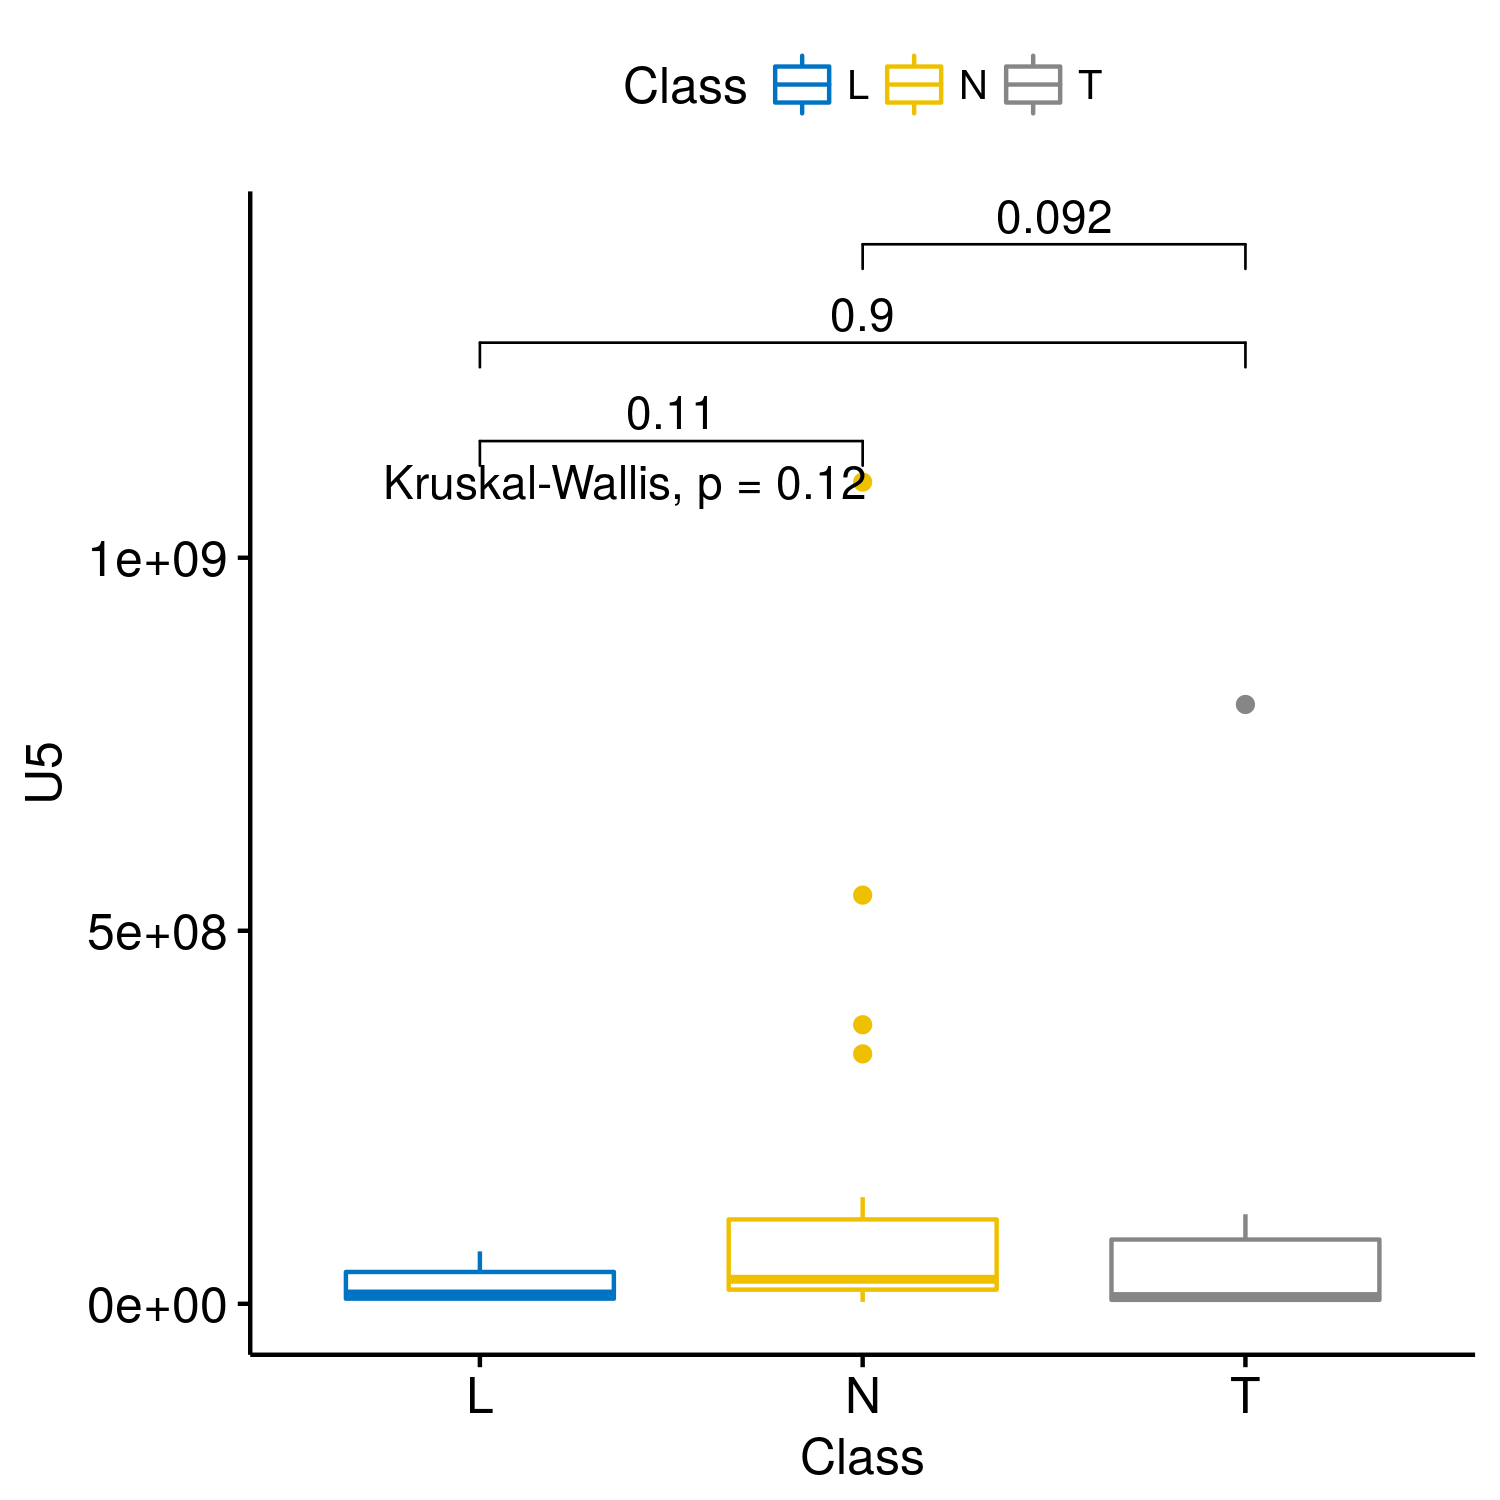 Class L N T
0.092
0.9
0.11
Kruskal-Wallis, p = 0.12
1e+09
5e+08
0e+00
U5
L N T
Class